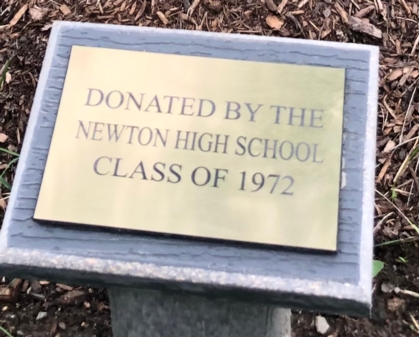 DONATED BY THE
NEWTON HIGH SCHOOL
CLASS OF 1972